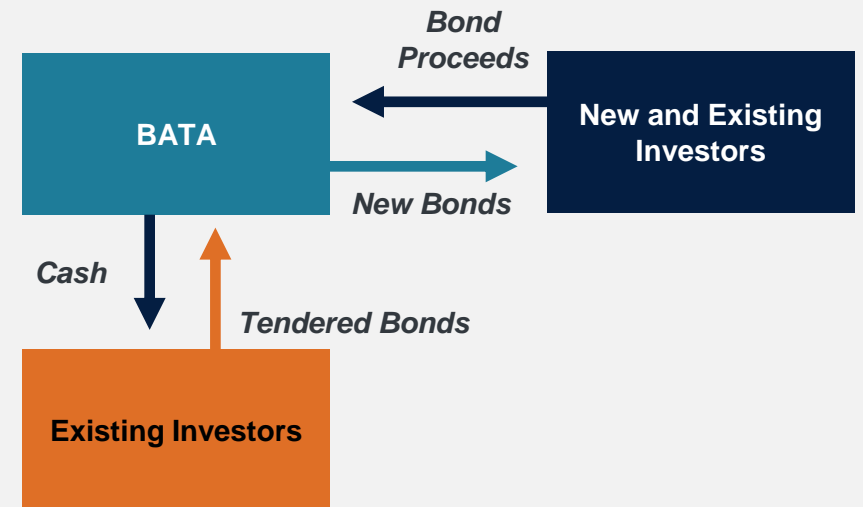 Bond
Proceeds
BATA
New and Existing
Investors
New Bonds
Cash
Tendered Bonds
Existing Investors